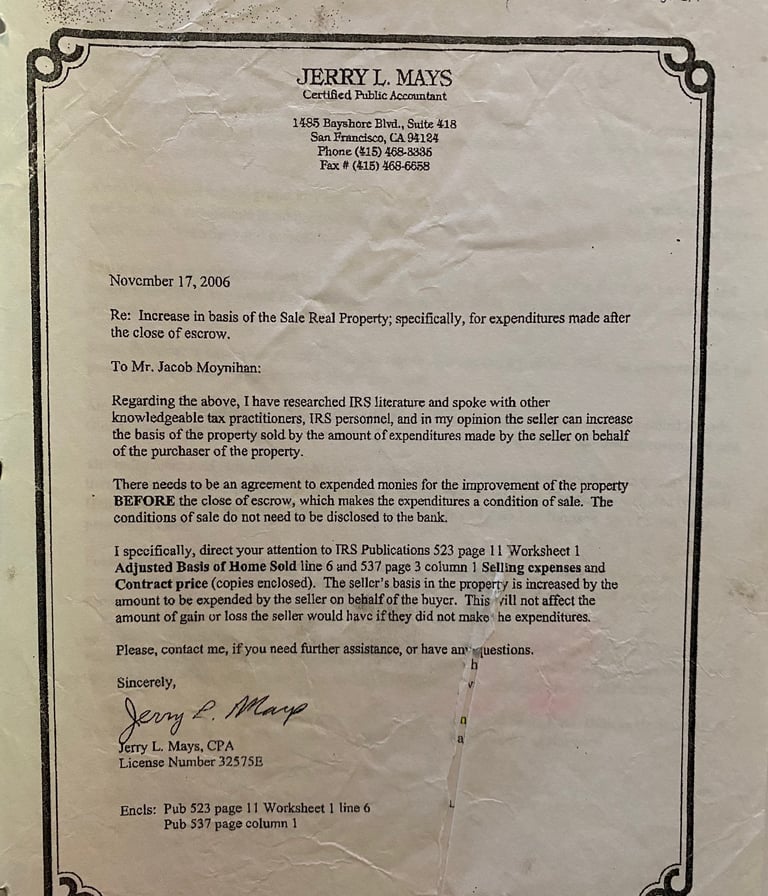 JERRY L. MAYS
Certified Public Accountant
1485 Bayshore Blvd., Suite 418
San Francisco, CA 94124
Phone (415) 468-3336
Fax # (415) 468-6658
November 17, 2006
Re: Increase in basis of the Sale Real Property; specifically, for expenditures made after
the close of escrow.
To Mr. Jacob Moynihan:
Regarding the above, I have researched IRS literature and spoke with other
knowledgeable tax practitioners, IRS personnel, and in my opinion the seller can increase
the basis of the property sold by the amount of expenditures made by the seller on behalf
of the purchaser of the property.
There needs to be an agreement to expended monies for the improvement of the property
BEFORE the close of escrow, which makes the expenditures a condition of sale. The
conditions of sale do not need to be disclosed to the bank.
I specifically, direct your attention to IRS Publications 523 page 11 Worksheet 1
Adjusted Basis of Home Sold line 6 and 537 page 3 column 1 Selling expenses and
Contract price (copies enclosed). The seller's basis in the property is increased by the
amount to be expended by the seller on behalf of the buyer. This will not affect the
amount of gain or loss the seller would have if they did not make he expenditures.
Please, contact me, if you need further assistance, or have any questions.
h
v
n
a
Sincerely,
Jerry L. Mays
Jerry L. Mays, CPA
License Number 32575E
Encls: Pub 523 page 11 Worksheet 1 line 6
Pub 537 page column 1